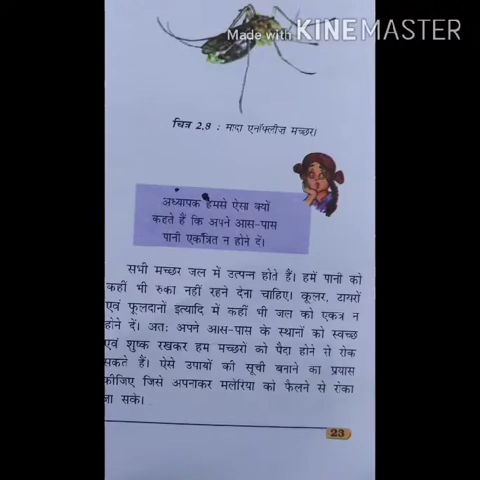 Made with KINEMASTER
चित्र 2.8 : मादा एनॉफ्लीज़ मच्छर।
अध्यापक हमसे ऐसा क्यों
कहते हैं कि अपने आस-पास
पानी एकत्रित न होने दें।
सभी मच्छर जल में उत्पन्न होते हैं। हमें पानी को
कहीं भी रुका नहीं रहने देना चाहिए। कूलर, टायरों
एवं फूलदानों इत्यादि में कहीं भी जल को एकत्र न
होने दें। अतः अपने आस-पास के स्थानों को स्वच्छ
एवं शुष्क रखकर हम मच्छरों को पैदा होने से रोक
सकते हैं। ऐसे उपायों की सूची बनाने का प्रयास
कीजिए जिसे अपनाकर मलेरिया को फैलने से रोका
जा सके।
23